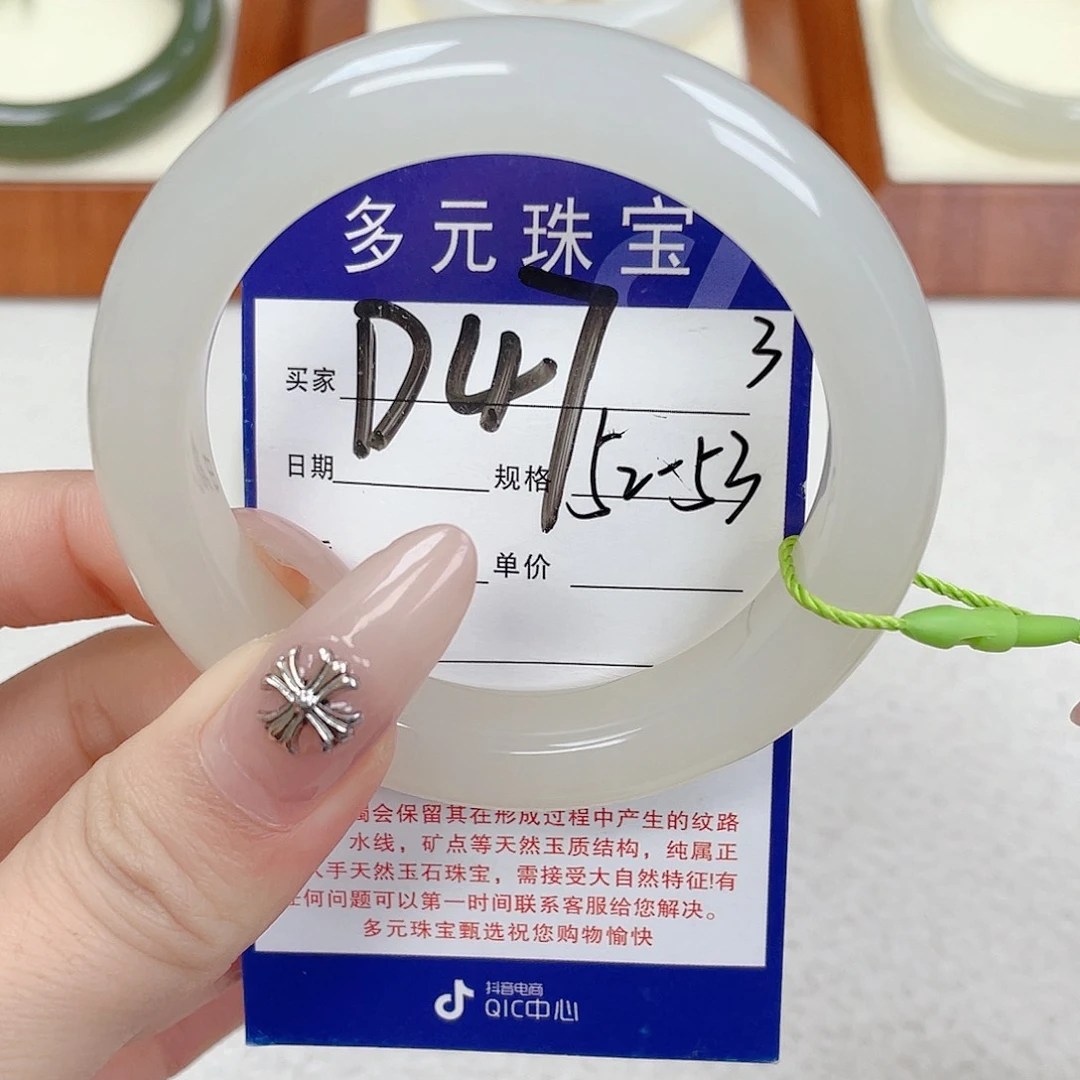 多元珠宝
3
买家 D47
日期 规格 52-53
单价
会保留其在形成过程中产生的纹路
水线，矿点等天然玉质结构，纯属正
手天然玉石珠宝，需接受大自然特征!有
任何问题可以第一时间联系客服给您解决。
多元珠宝甄选祝您购物愉快
抖音电商
QIC中心